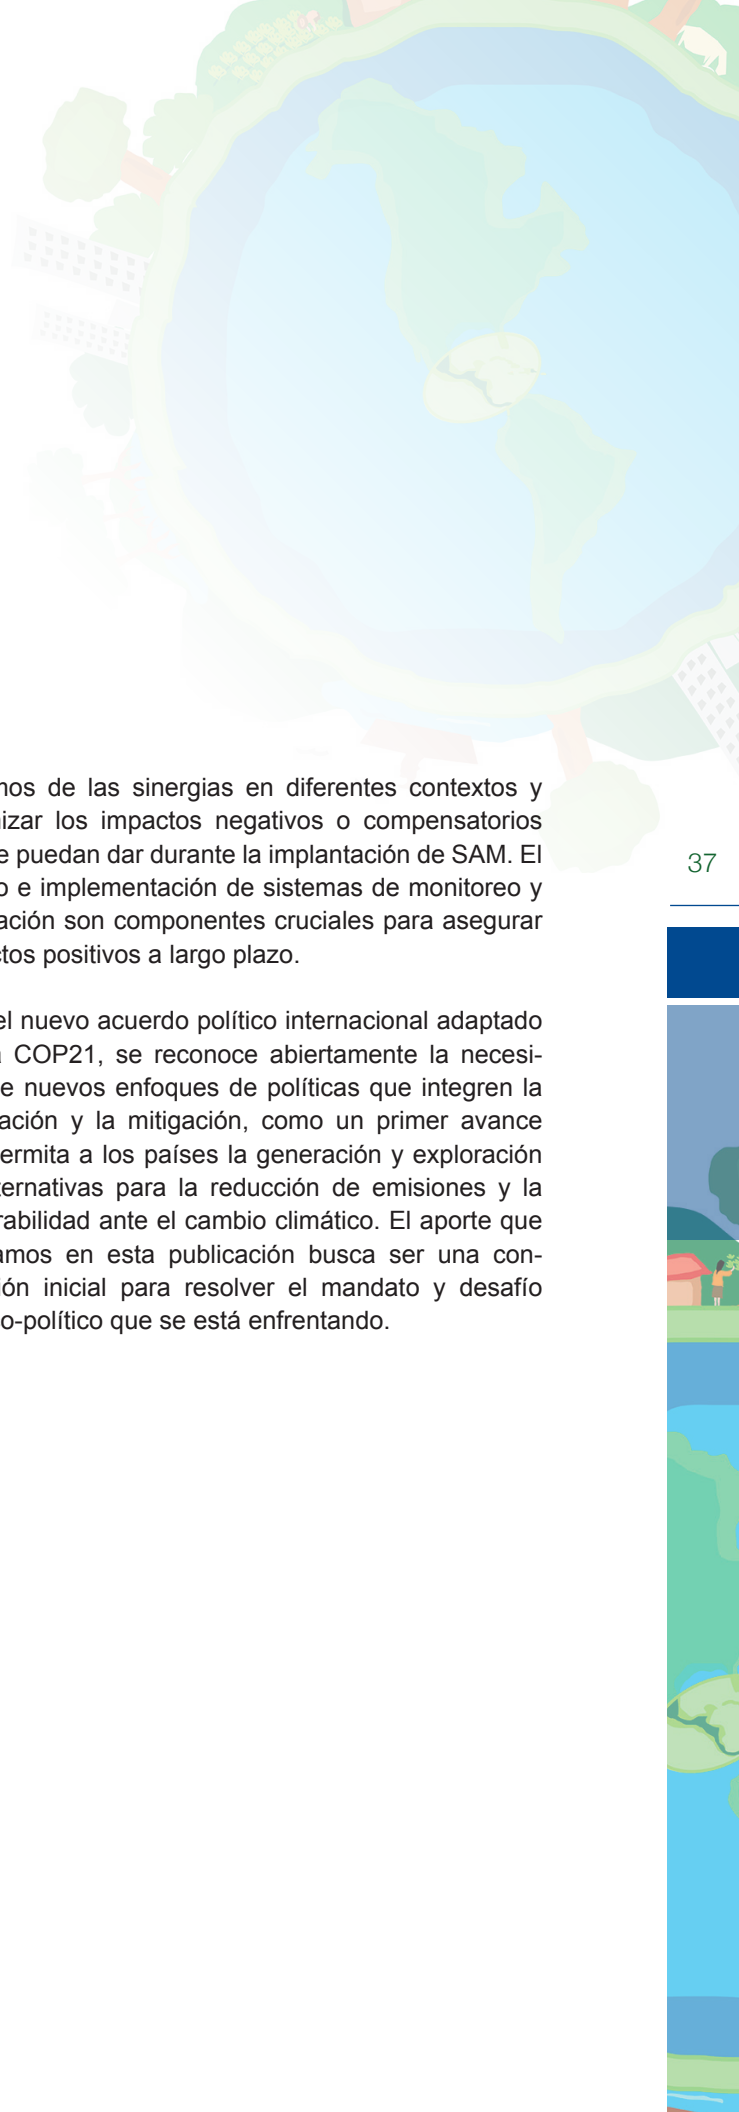 mos de las sinergias en diferentes contextos y
nizar los impactos negativos o compensatorios
e puedan dar durante la implantación de SAM. El
o e implementación de sistemas de monitoreo y
ación son componentes cruciales para asegurar
ctos positivos a largo plazo.
el nuevo acuerdo político internacional adaptado
a COP21, se reconoce abiertamente la necesi-
e nuevos enfoques de políticas que integren la
ación y la mitigación, como un primer avance
ermita a los países la generación y exploración
ternativas para la reducción de emisiones y la
rabilidad ante el cambio climático. El aporte que
amos en esta publicación busca ser una con-
ión inicial para resolver el mandato y desafío
o-político que se está enfrentando.
37